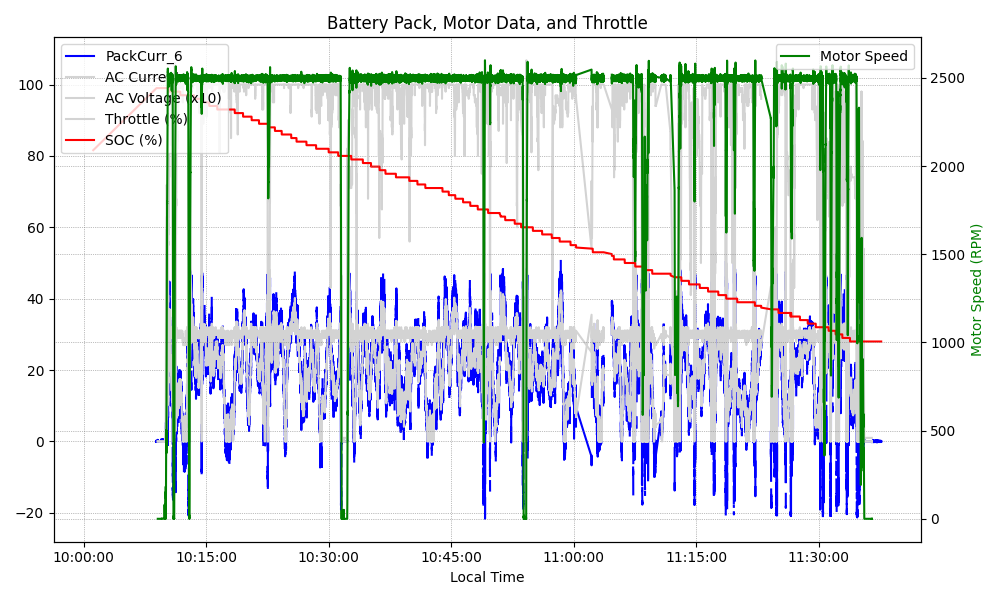 Battery Pack, Motor Data, and Throttle
PackCurr_6
AC Curre
AC Voltage (x10)
Throttle (%)
SOC (%)
Motor Speed
100
80
60
40
20
0
−20
2500
2000
1500
1000
500
0
Motor Speed (RPM)
10:00:00 10:15:00 10:30:00 10:45:00 11:00:00 11:15:00 11:30:00
Local Time